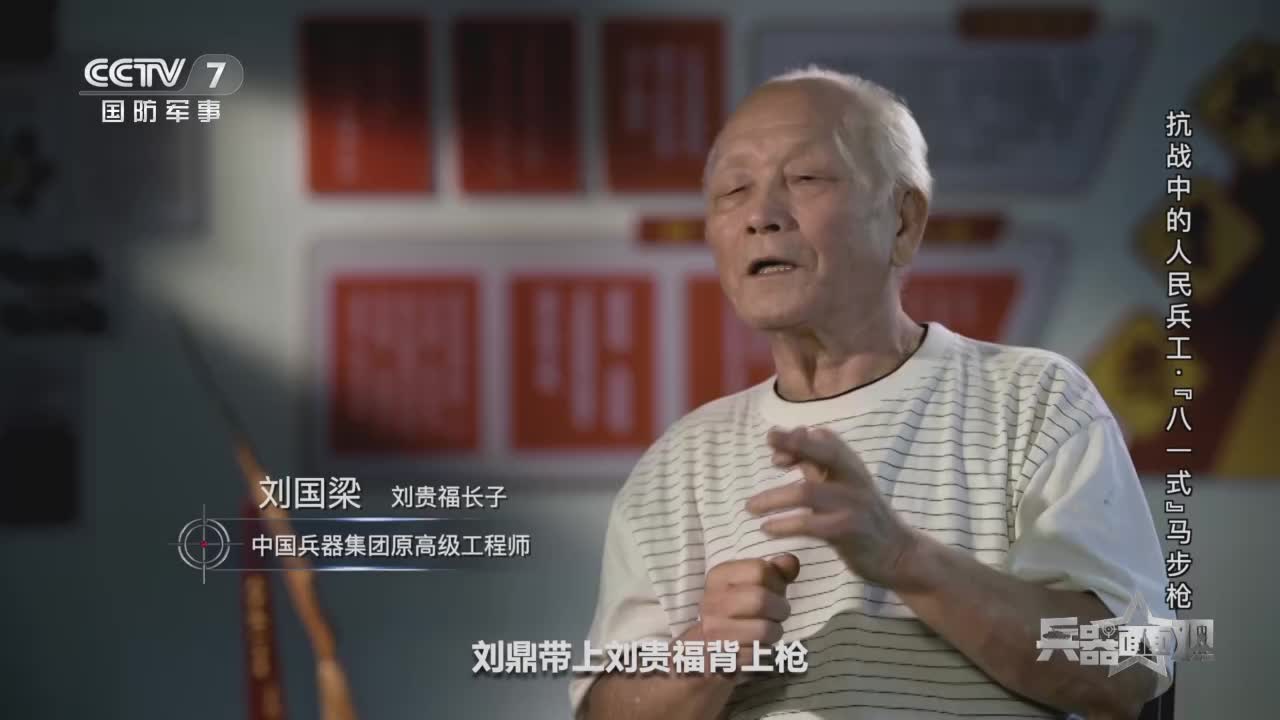 CCTV 7
国防军事
抗战中的人民兵工·『八一式』马步枪
刘国梁 刘贵福长子
中国兵器集团原高级工程师
刘鼎带上刘贵福背上枪
兵器面面观